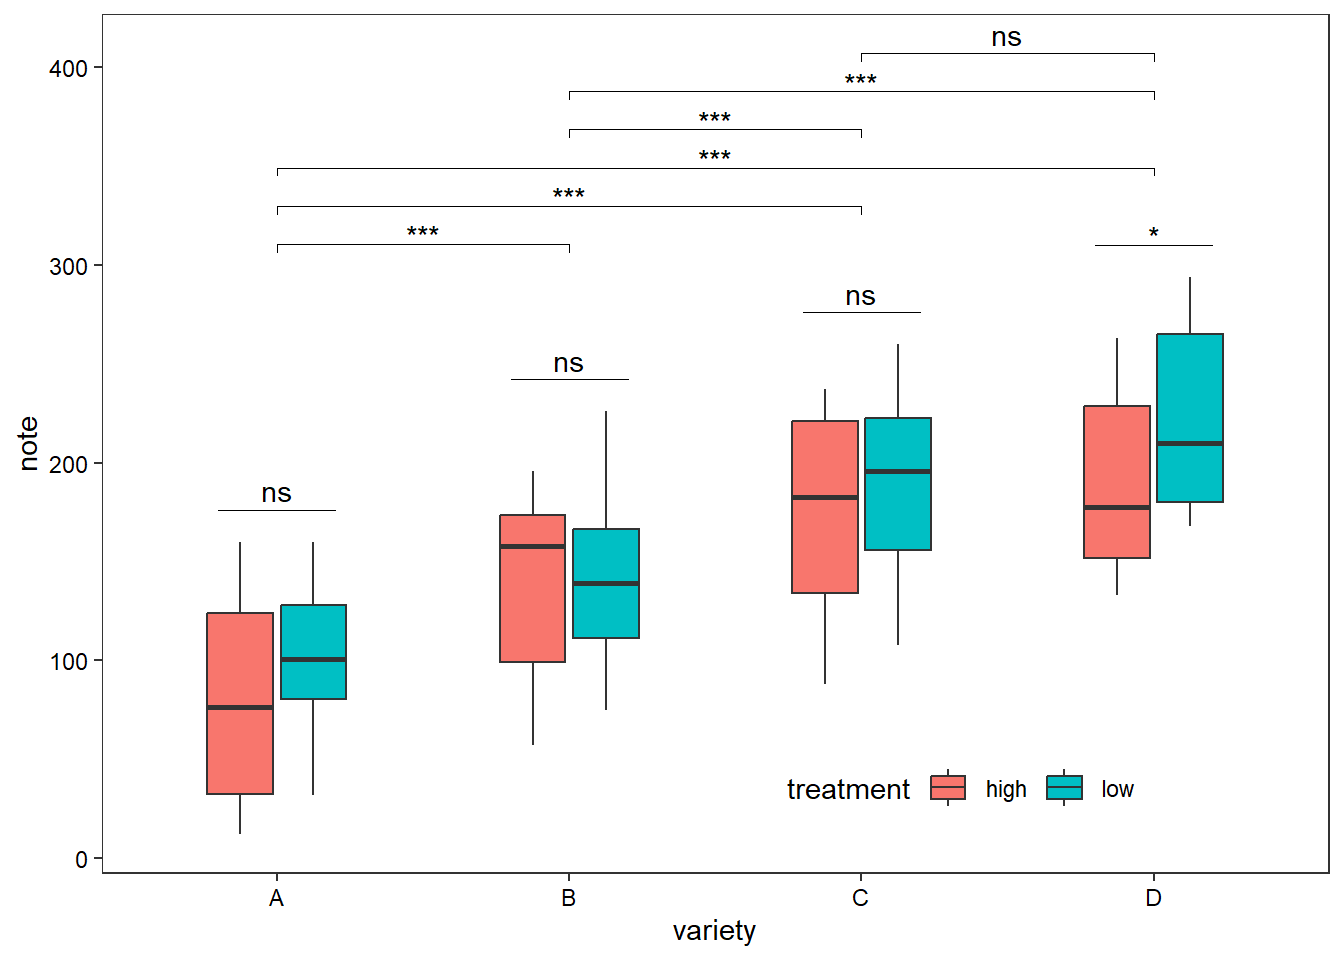 ns
400
***
***
***
***
***
*
300
ns
ns
note
200
ns
100
treatment high low
0
A B C D
variety